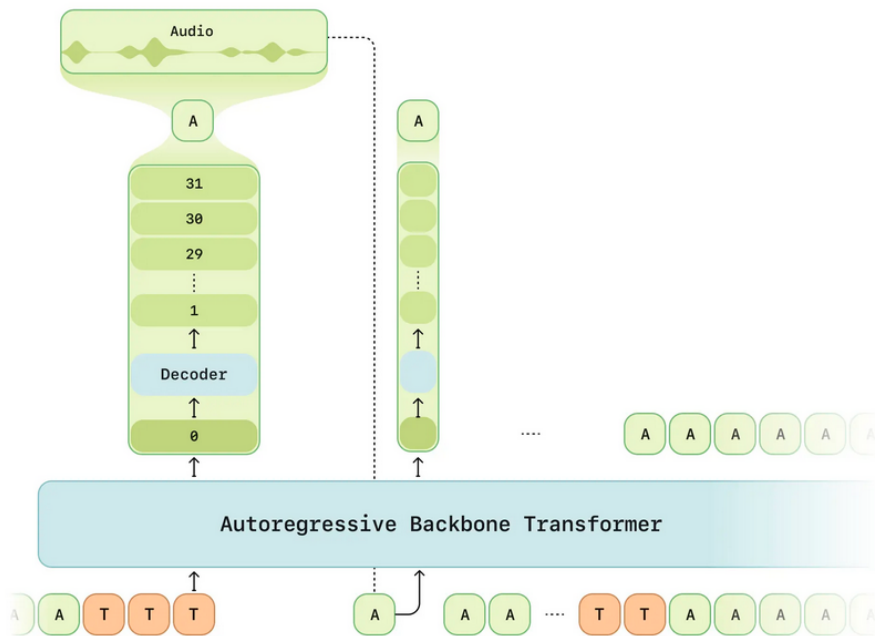 Audio
A A
31
30
29
1
Decoder
0
A A A A A A
Autoregressive Backbone Transformer
A A T T T A A A T T A A A A A